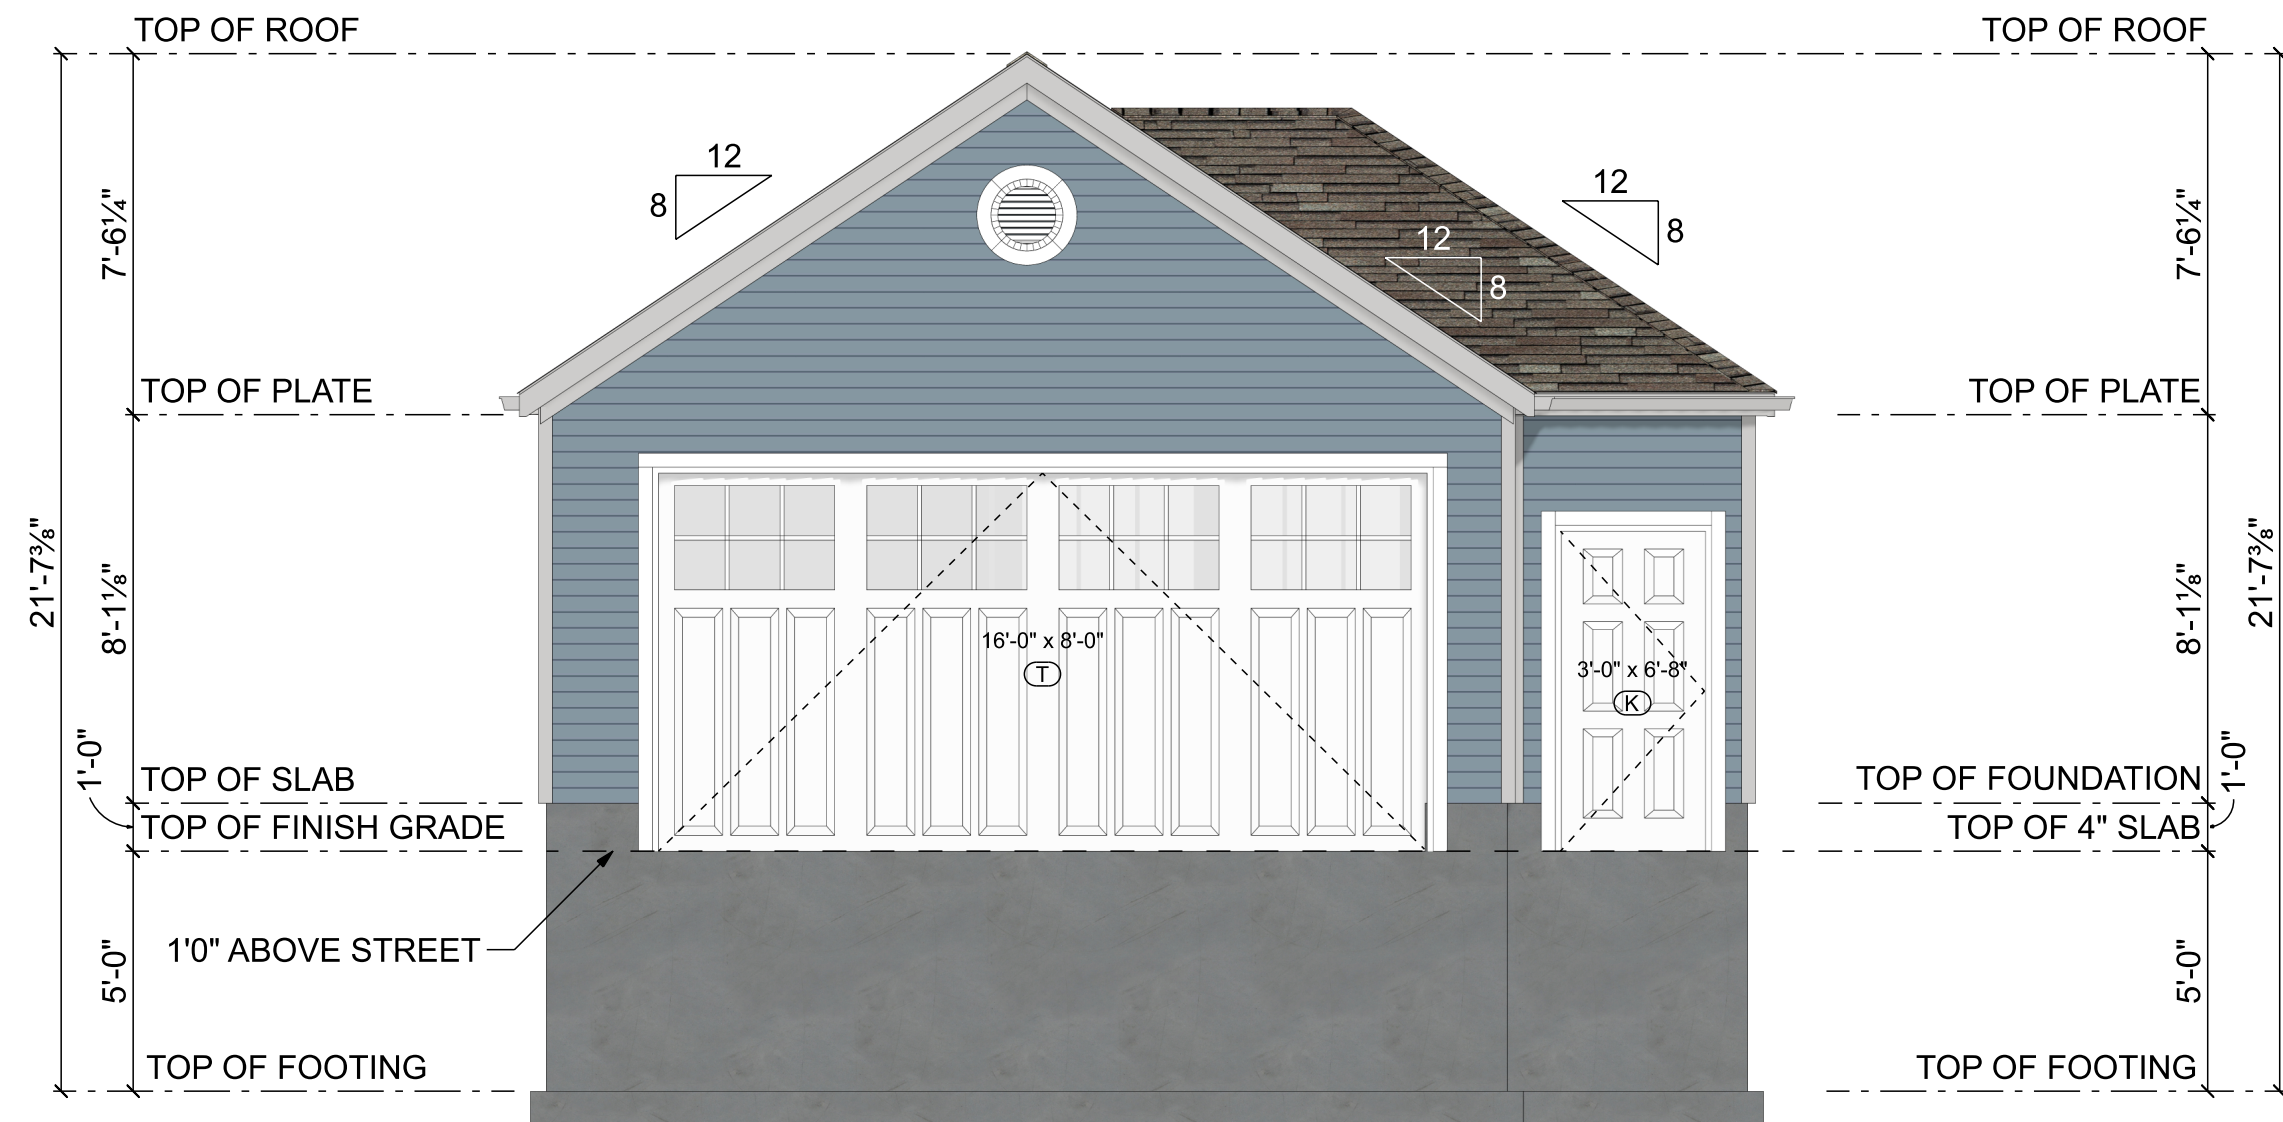 TOP OF ROOF
TOP OF ROOF
12
8
12
8
12
8
7'-6¼"
7'-6¼"
TOP OF PLATE
TOP OF PLATE
21'-7⅜"
8'-1⅛"
8'-1⅛"
21'-7⅜"
16'-0" x 8'-0"
T
3'-0" x 6'-8"
K
1'-0"
TOP OF SLAB
TOP OF FOUNDATION
1'-0"
TOP OF FINISH GRADE
TOP OF 4" SLAB
1'0" ABOVE STREET
5'-0"
5'-0"
TOP OF FOOTING
TOP OF FOOTING